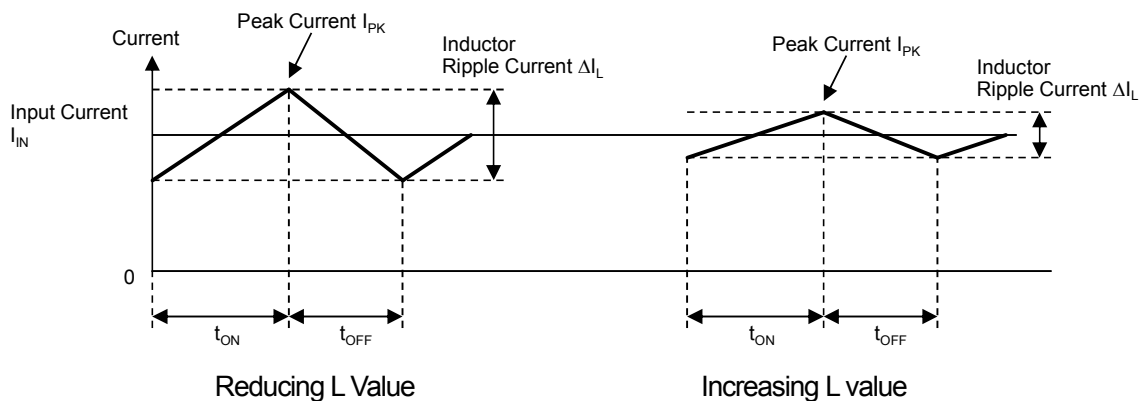 Peak Current I_PK
Current
Inductor
Ripple Current ΔI_L
Input Current
I_IN
0
t_ON
t_OFF
Reducing L Value
Peak Current I_PK
Inductor
Ripple Current ΔI_L
t_ON
t_OFF
Increasing L value